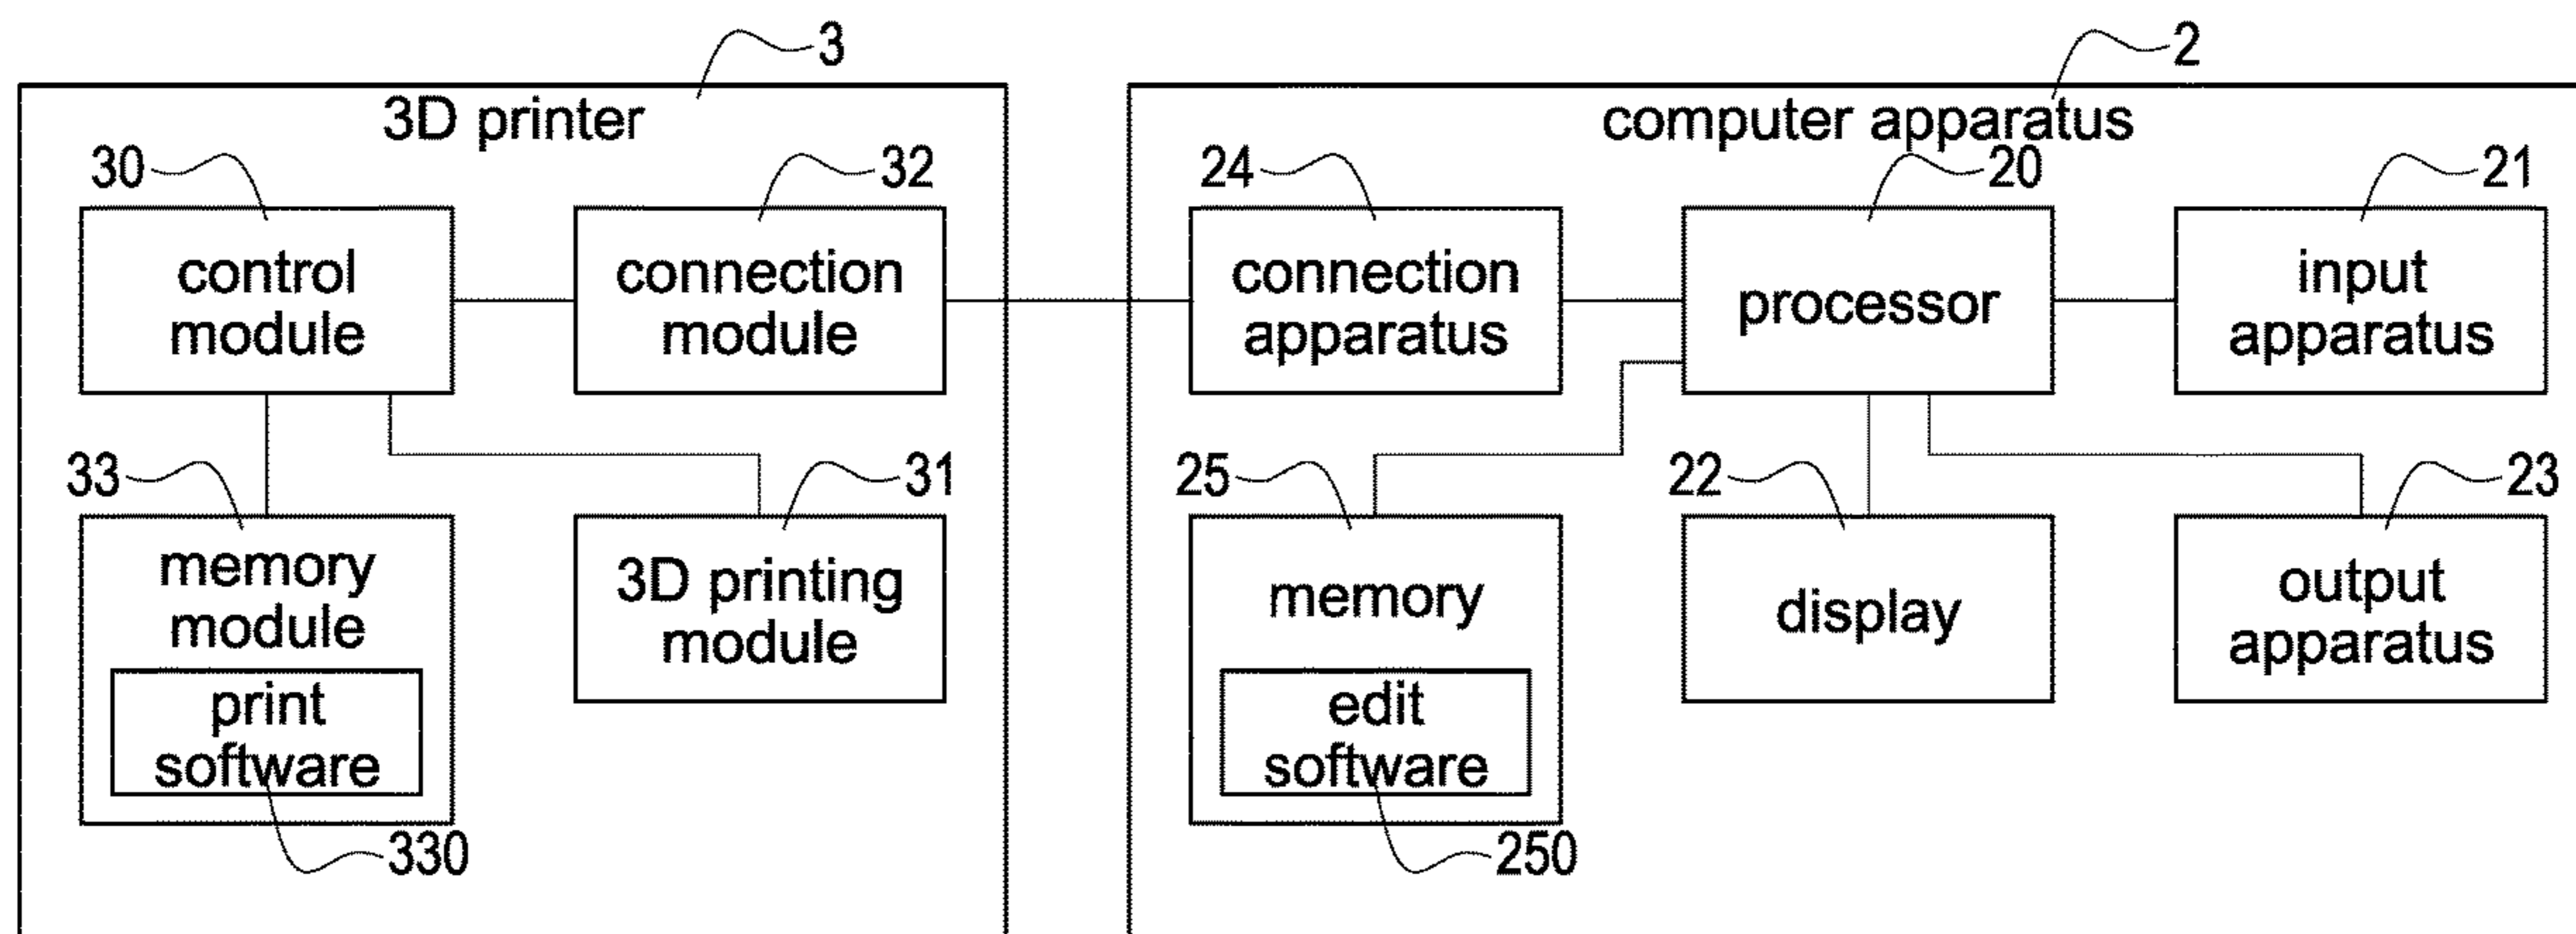 3
2
3D printer
computer apparatus
30
32
24
20
21
control
module
connection
module
connection
apparatus
processor
input
apparatus
33
31
25
22
23
memory
module
3D printing
module
memory
display
output
apparatus
print
software
edit
software
330
250